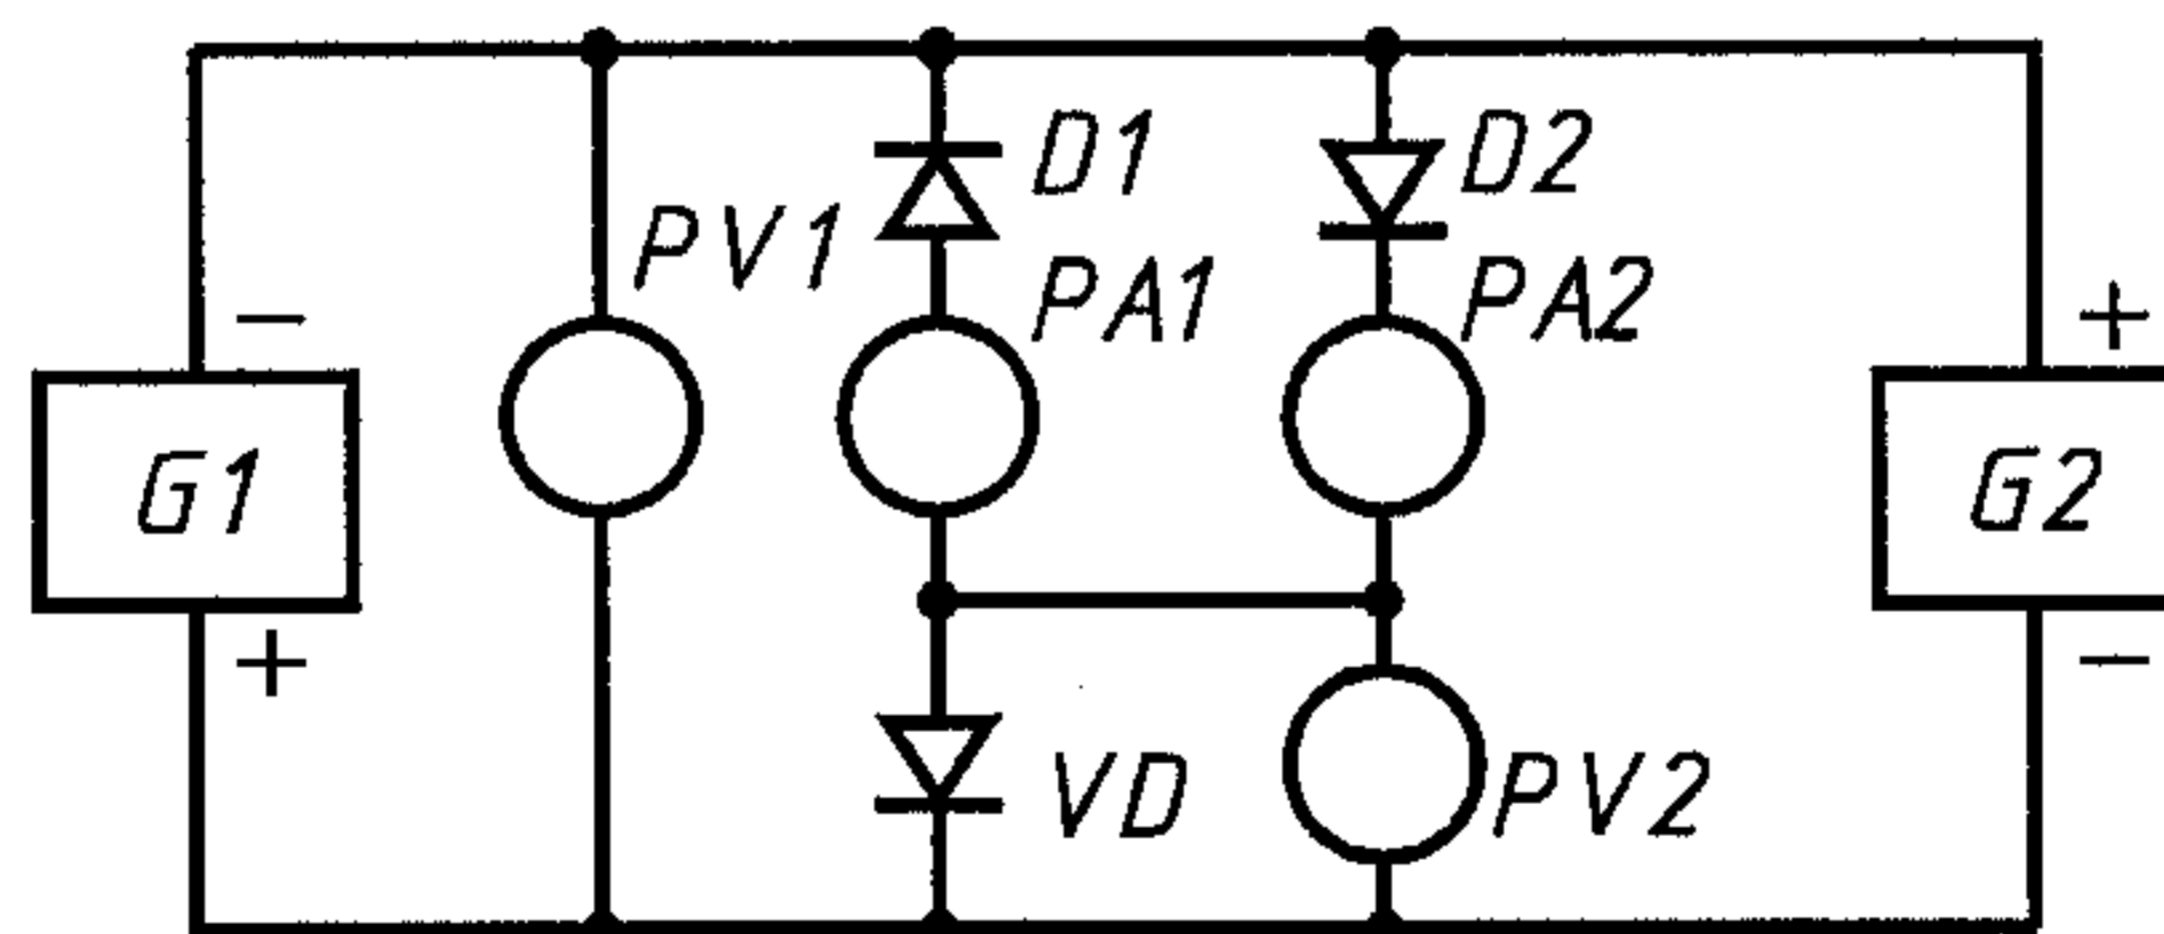 D1 D2
PV1 PA1 PA2
− +
G1 G2
+ −
VD PV2